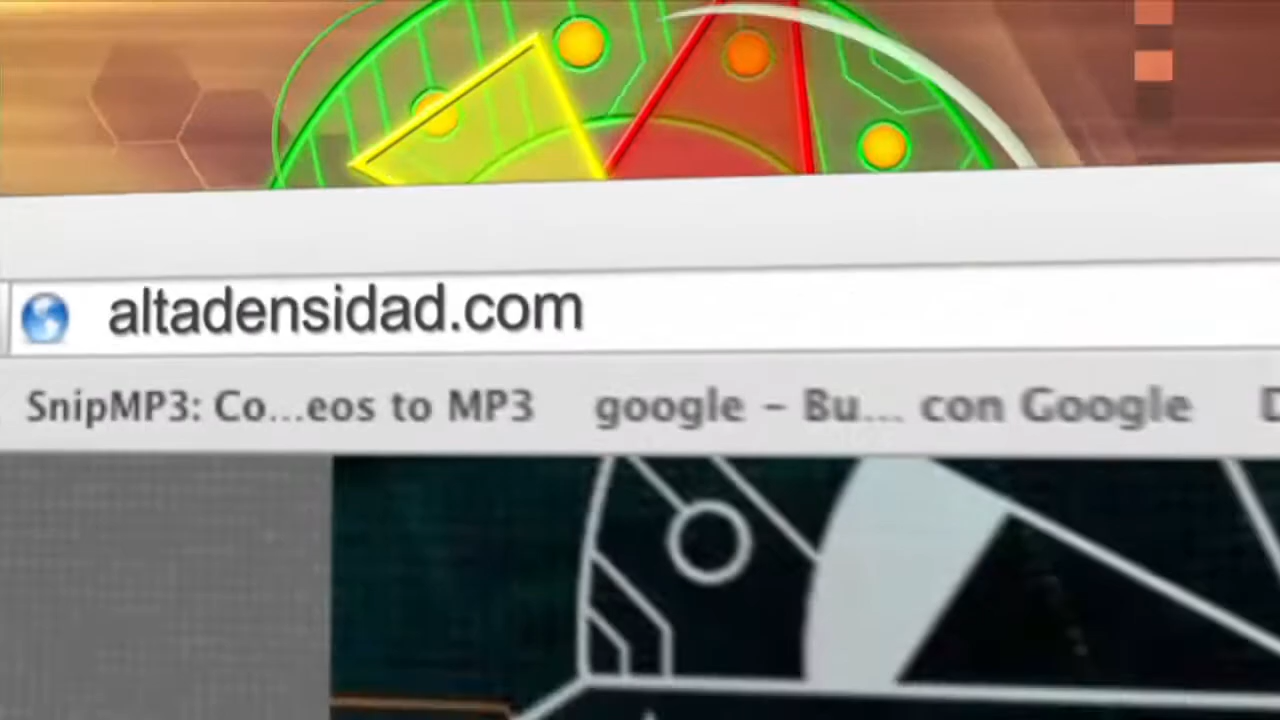 altadensidad.com
SnipMP3: Co...eos to MP3 google – Bu... con Google